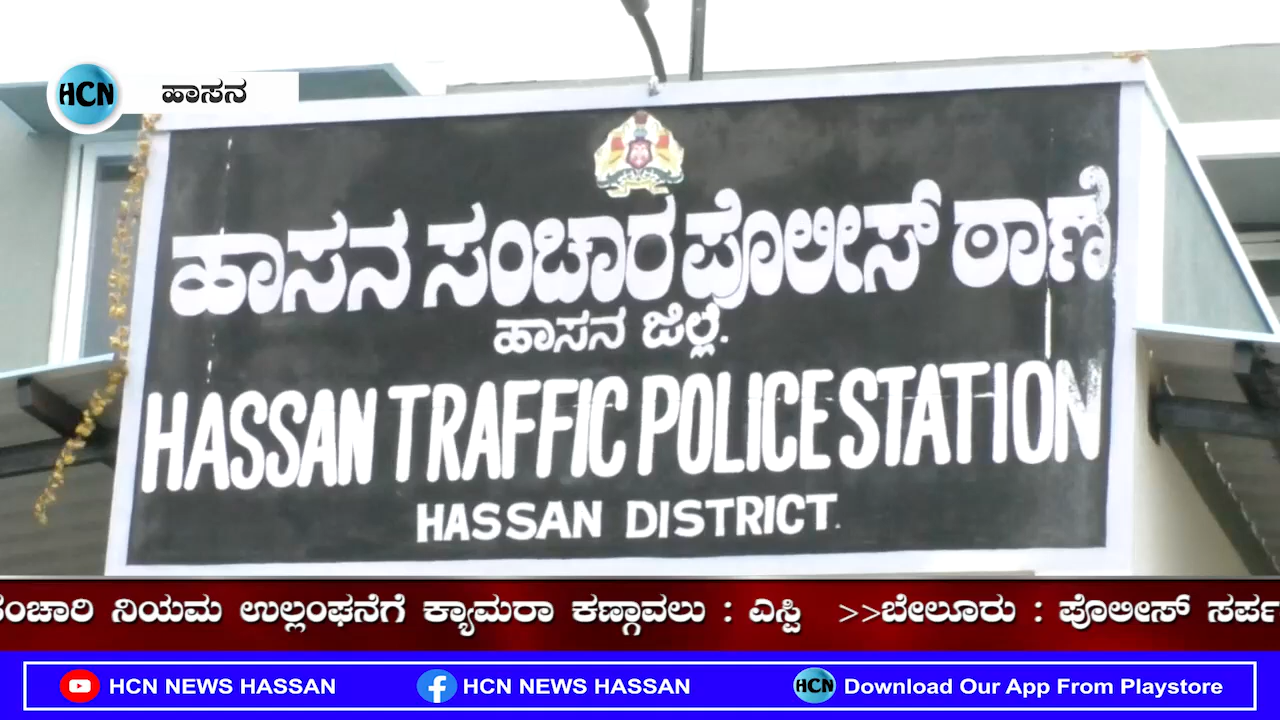 HCN ಹಾಸನ
ಹಾಸನ ಸಂಚಾರ ಪೊಲೀಸ್ ಠಾಣೆ
ಹಾಸನ ಜಿಲ್ಲೆ.
HASSAN TRAFFIC POLICE STATION
HASSAN DISTRICT.
ನಿಯಮ ಉಲ್ಲಂಘನೆಗೆ ಕ್ಯಾಮರಾ ಕಣ್ಗಾವಲು : ಎಸ್ಪಿ >>ಬೇಲೂರು : ಪೊಲೀಸ್
HCN NEWS HASSAN HCN NEWS HASSAN HCN Download Our App From Playstore